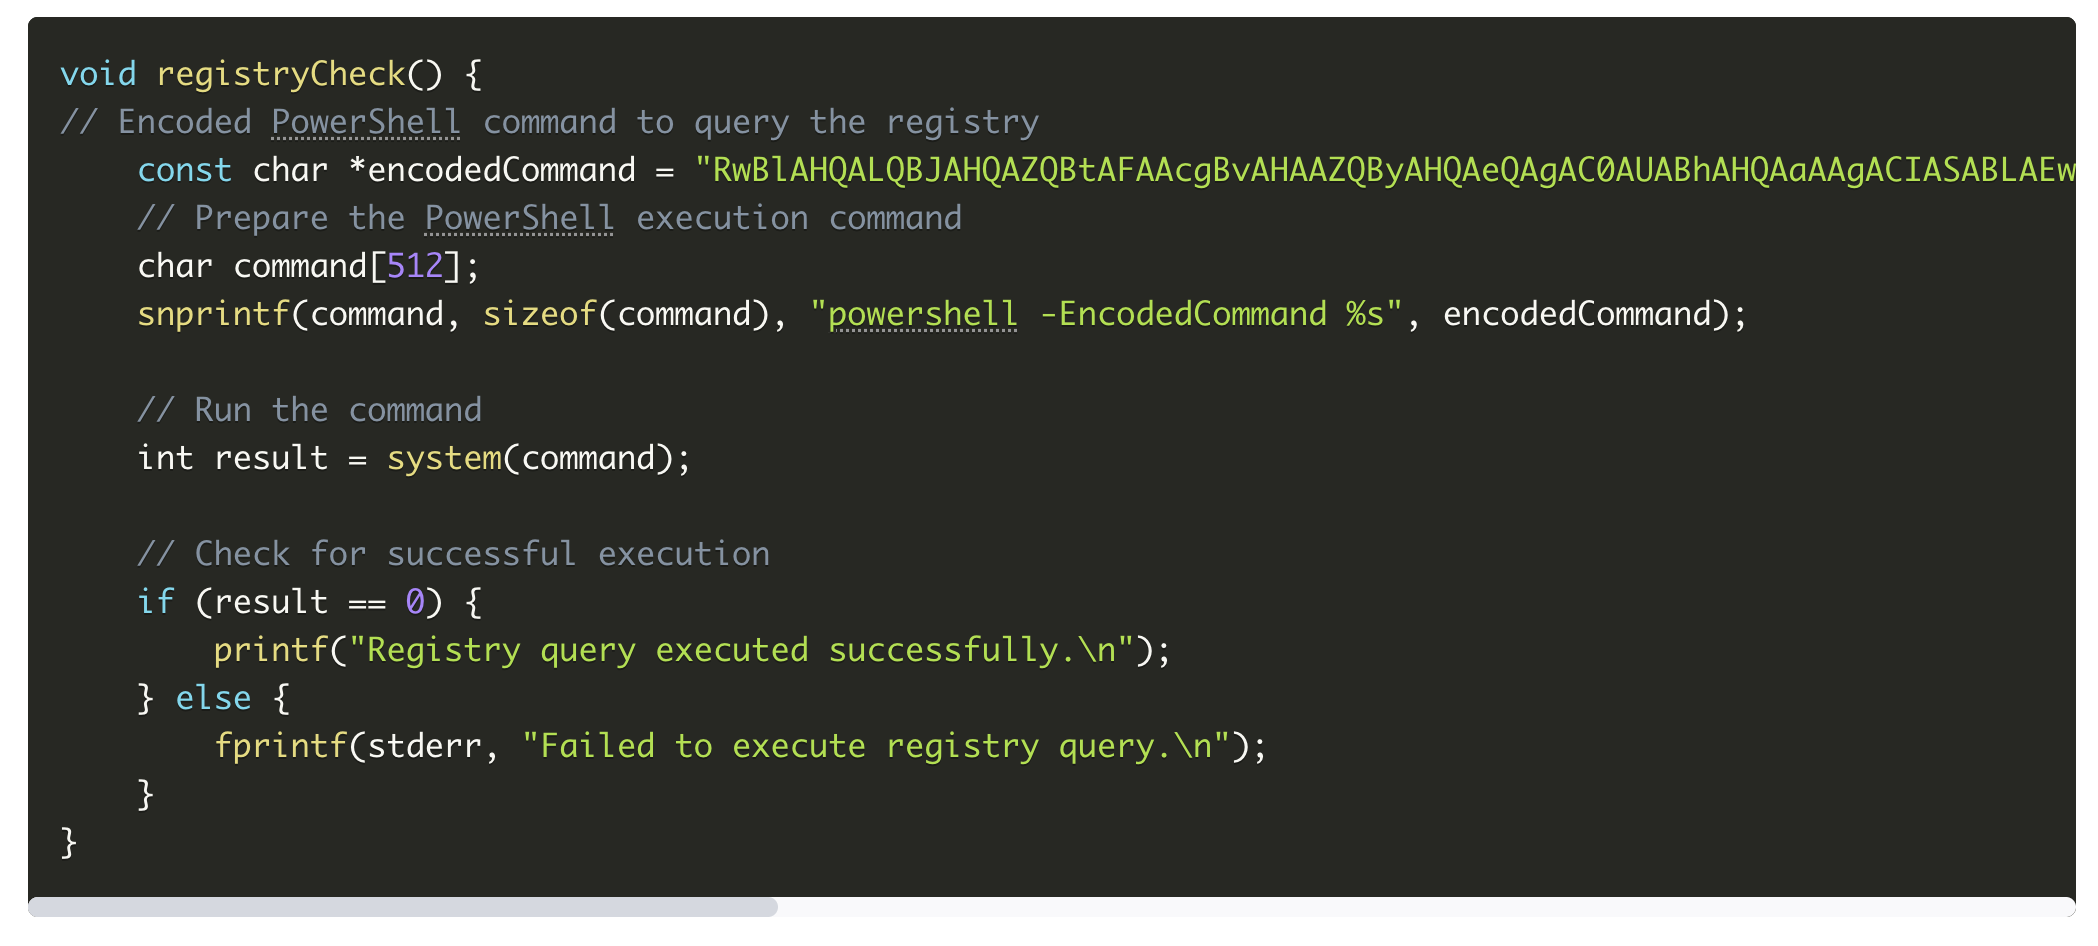 void registryCheck() {
// Encoded PowerShell command to query the registry
const char *encodedCommand = "RwBlAHQALQBJAHQAZQBtAFAAcgBvAHAAZQByAHQAeQAgAC0AUABhAHQAaAAgACIASABLAEw
// Prepare the PowerShell execution command
char command[512];
snprintf(command, sizeof(command), "powershell -EncodedCommand %s", encodedCommand);
// Run the command
int result = system(command);
// Check for successful execution
if (result == 0) {
printf("Registry query executed successfully.\n");
} else {
fprintf(stderr, "Failed to execute registry query.\n");
}
}